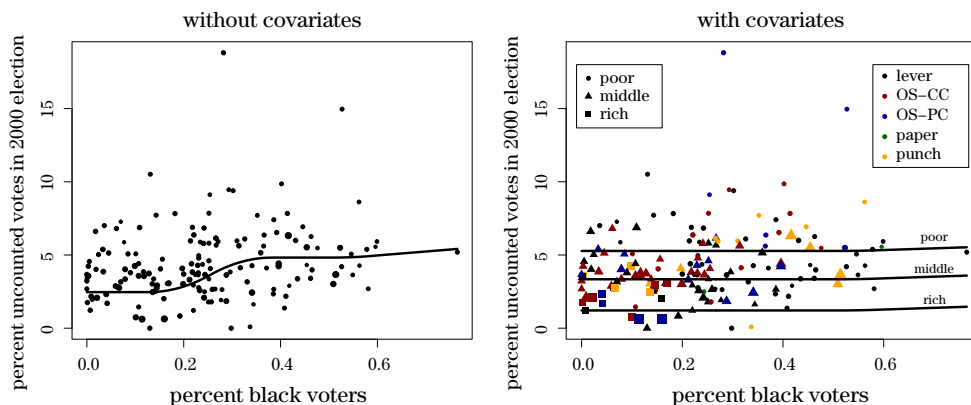 without covariates
percent uncounted votes in 2000 election
15
10
5
0
0.0 0.2 0.4 0.6
percent black voters
with covariates
percent uncounted votes in 2000 election
15
10
5
0
poor
middle
rich
lever
OS−CC
OS−PC
paper
punch
poor
middle
rich
0.0 0.2 0.4 0.6
percent black voters